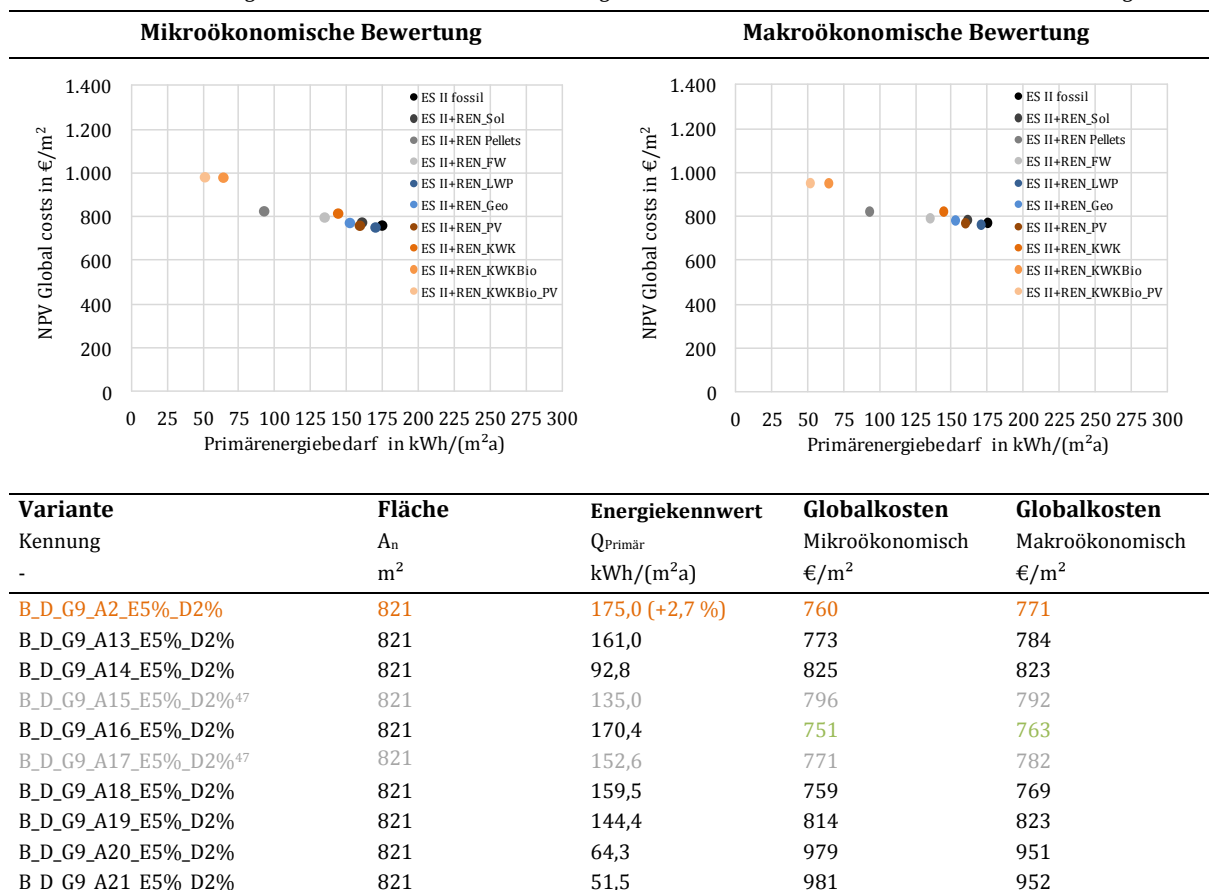 Mikroökonomische Bewertung
Makroökonomische Bewertung
NPV Global costs in €/m²
1.400
1.200
1.000
800
600
400
200
0
0 25 50 75 100 125 150 175 200 225 250 275 300
Primärenergiebedarf in kWh/(m²a)
ES II fossil
ES II+REN_Sol
ES II+REN Pellets
ES II+REN_FW
ES II+REN_LWP
ES II+REN_Geo
ES II+REN_PV
ES II+REN_KWK
ES II+REN_KWKBio
ES II+REN_KWKBio_PV
NPV Global costs in €/m²
1.400
1.200
1.000
800
600
400
200
0
0 25 50 75 100 125 150 175 200 225 250 275 300
Primärenergiebedarf in kWh/(m²a)
ES II fossil
ES II+REN_Sol
ES II+REN Pellets
ES II+REN_FW
ES II+REN_LWP
ES II+REN_Geo
ES II+REN_PV
ES II+REN_KWK
ES II+REN_KWKBio
ES II+REN_KWKBio_PV
Variante Fläche Energiekennwert Globalkosten Globalkosten
Kennung Aₙ Q_Primär Mikroökonomisch Makroökonomisch
- m² kWh/(m²a) €/m² €/m²
B_D_G9_A2_E5%_D2% 821 175,0 (+2,7 %) 760 771
B_D_G9_A13_E5%_D2% 821 161,0 773 784
B_D_G9_A14_E5%_D2% 821 92,8 825 823
B_D_G9_A15_E5%_D2%⁴⁷ 821 135,0 796 792
B_D_G9_A16_E5%_D2% 821 170,4 751 763
B_D_G9_A17_E5%_D2%⁴⁷ 821 152,6 771 782
B_D_G9_A18_E5%_D2% 821 159,5 759 769
B_D_G9_A19_E5%_D2% 821 144,4 814 823
B_D_G9_A20_E5%_D2% 821 64,3 979 951
B_D_G9_A21_E5%_D2% 821 51,5 981 952